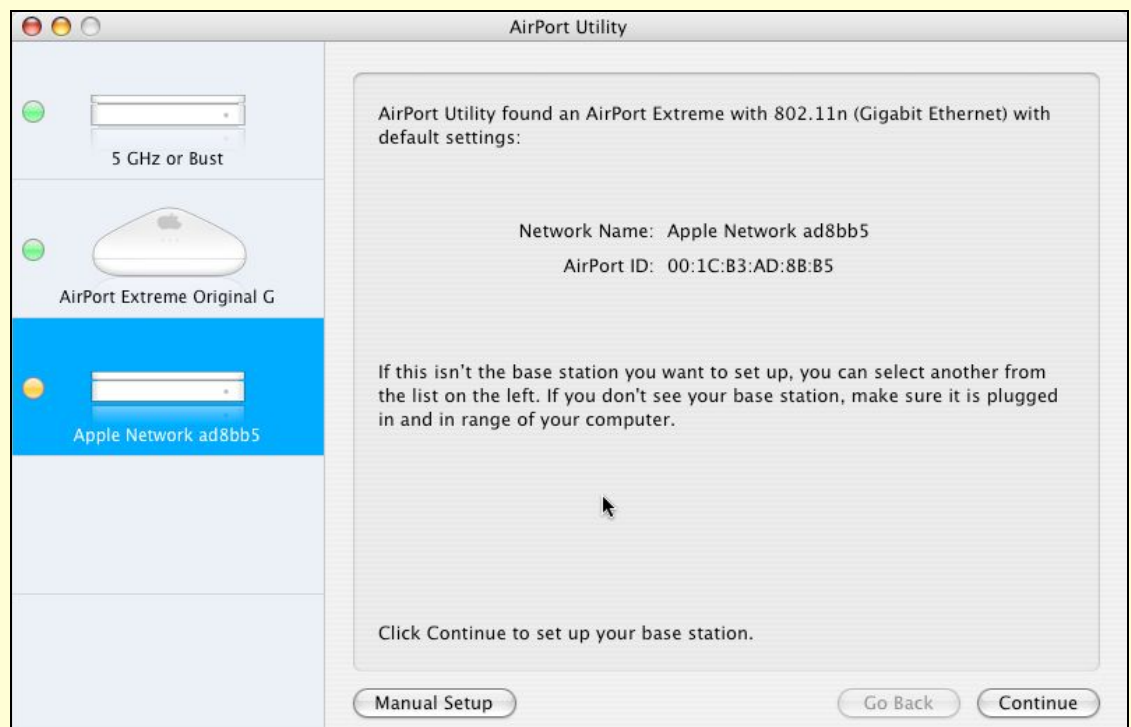 AirPort Utility
5 GHz or Bust
AirPort Extreme Original G
Apple Network ad8bb5
AirPort Utility found an AirPort Extreme with 802.11n (Gigabit Ethernet) with
default settings:
Network Name: Apple Network ad8bb5
AirPort ID: 00:1C:B3:AD:8B:B5
If this isn't the base station you want to set up, you can select another from
the list on the left. If you don't see your base station, make sure it is plugged
in and in range of your computer.
Click Continue to set up your base station.
Manual Setup
Go Back
Continue